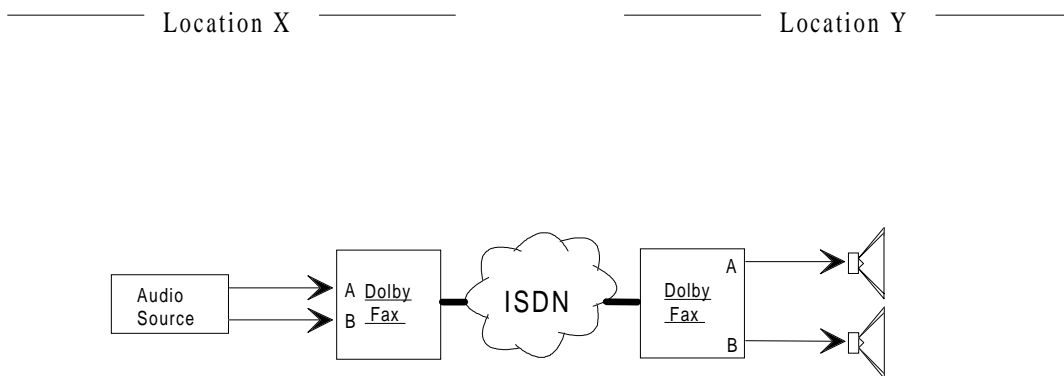 Location X
Location Y
Audio
Source
A
B
Dolby
Fax
ISDN
Dolby
Fax
A
B